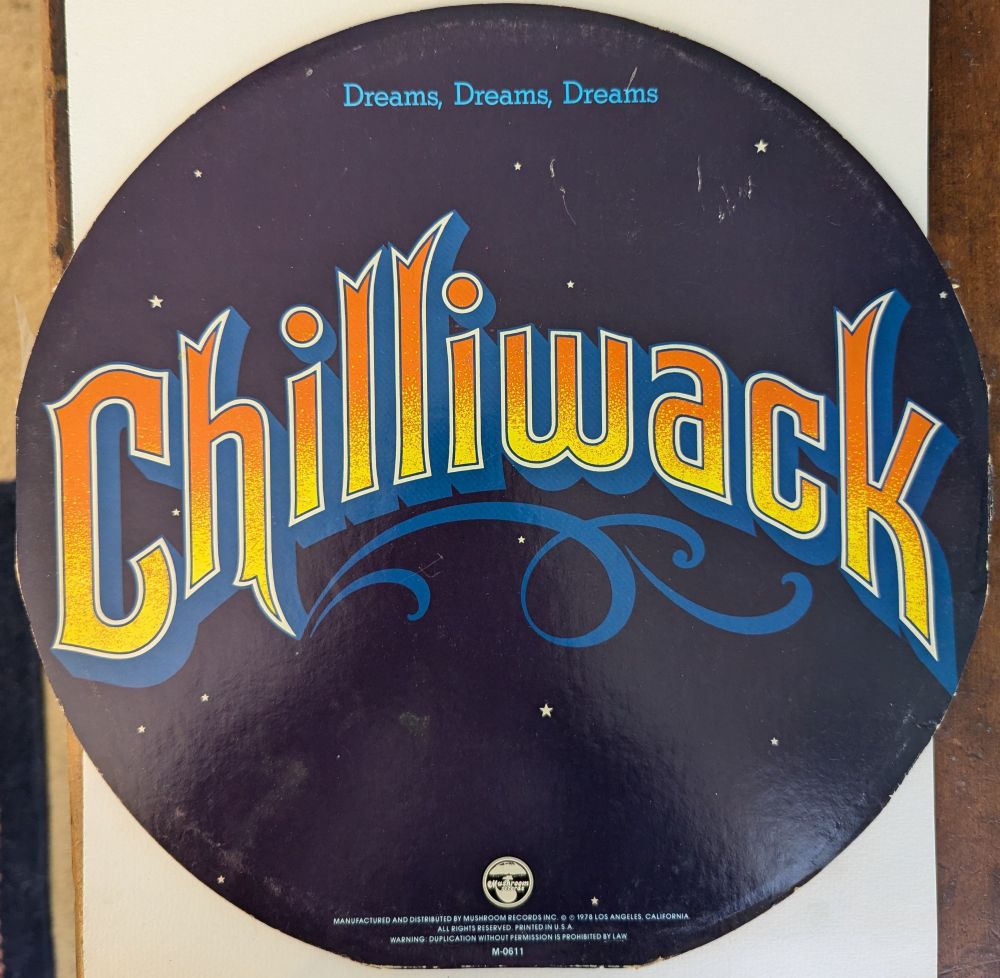 Dreams, Dreams, Dreams
Chilliwack
Mushroom
RECORDS
MANUFACTURED AND DISTRIBUTED BY MUSHROOM RECORDS INC. © ℗ 1978 LOS ANGELES, CALIFORNIA
ALL RIGHTS RESERVED. PRINTED IN U.S.A.
WARNING: DUPLICATION WITHOUT PERMISSION IS PROHIBITED BY LAW
M-0611